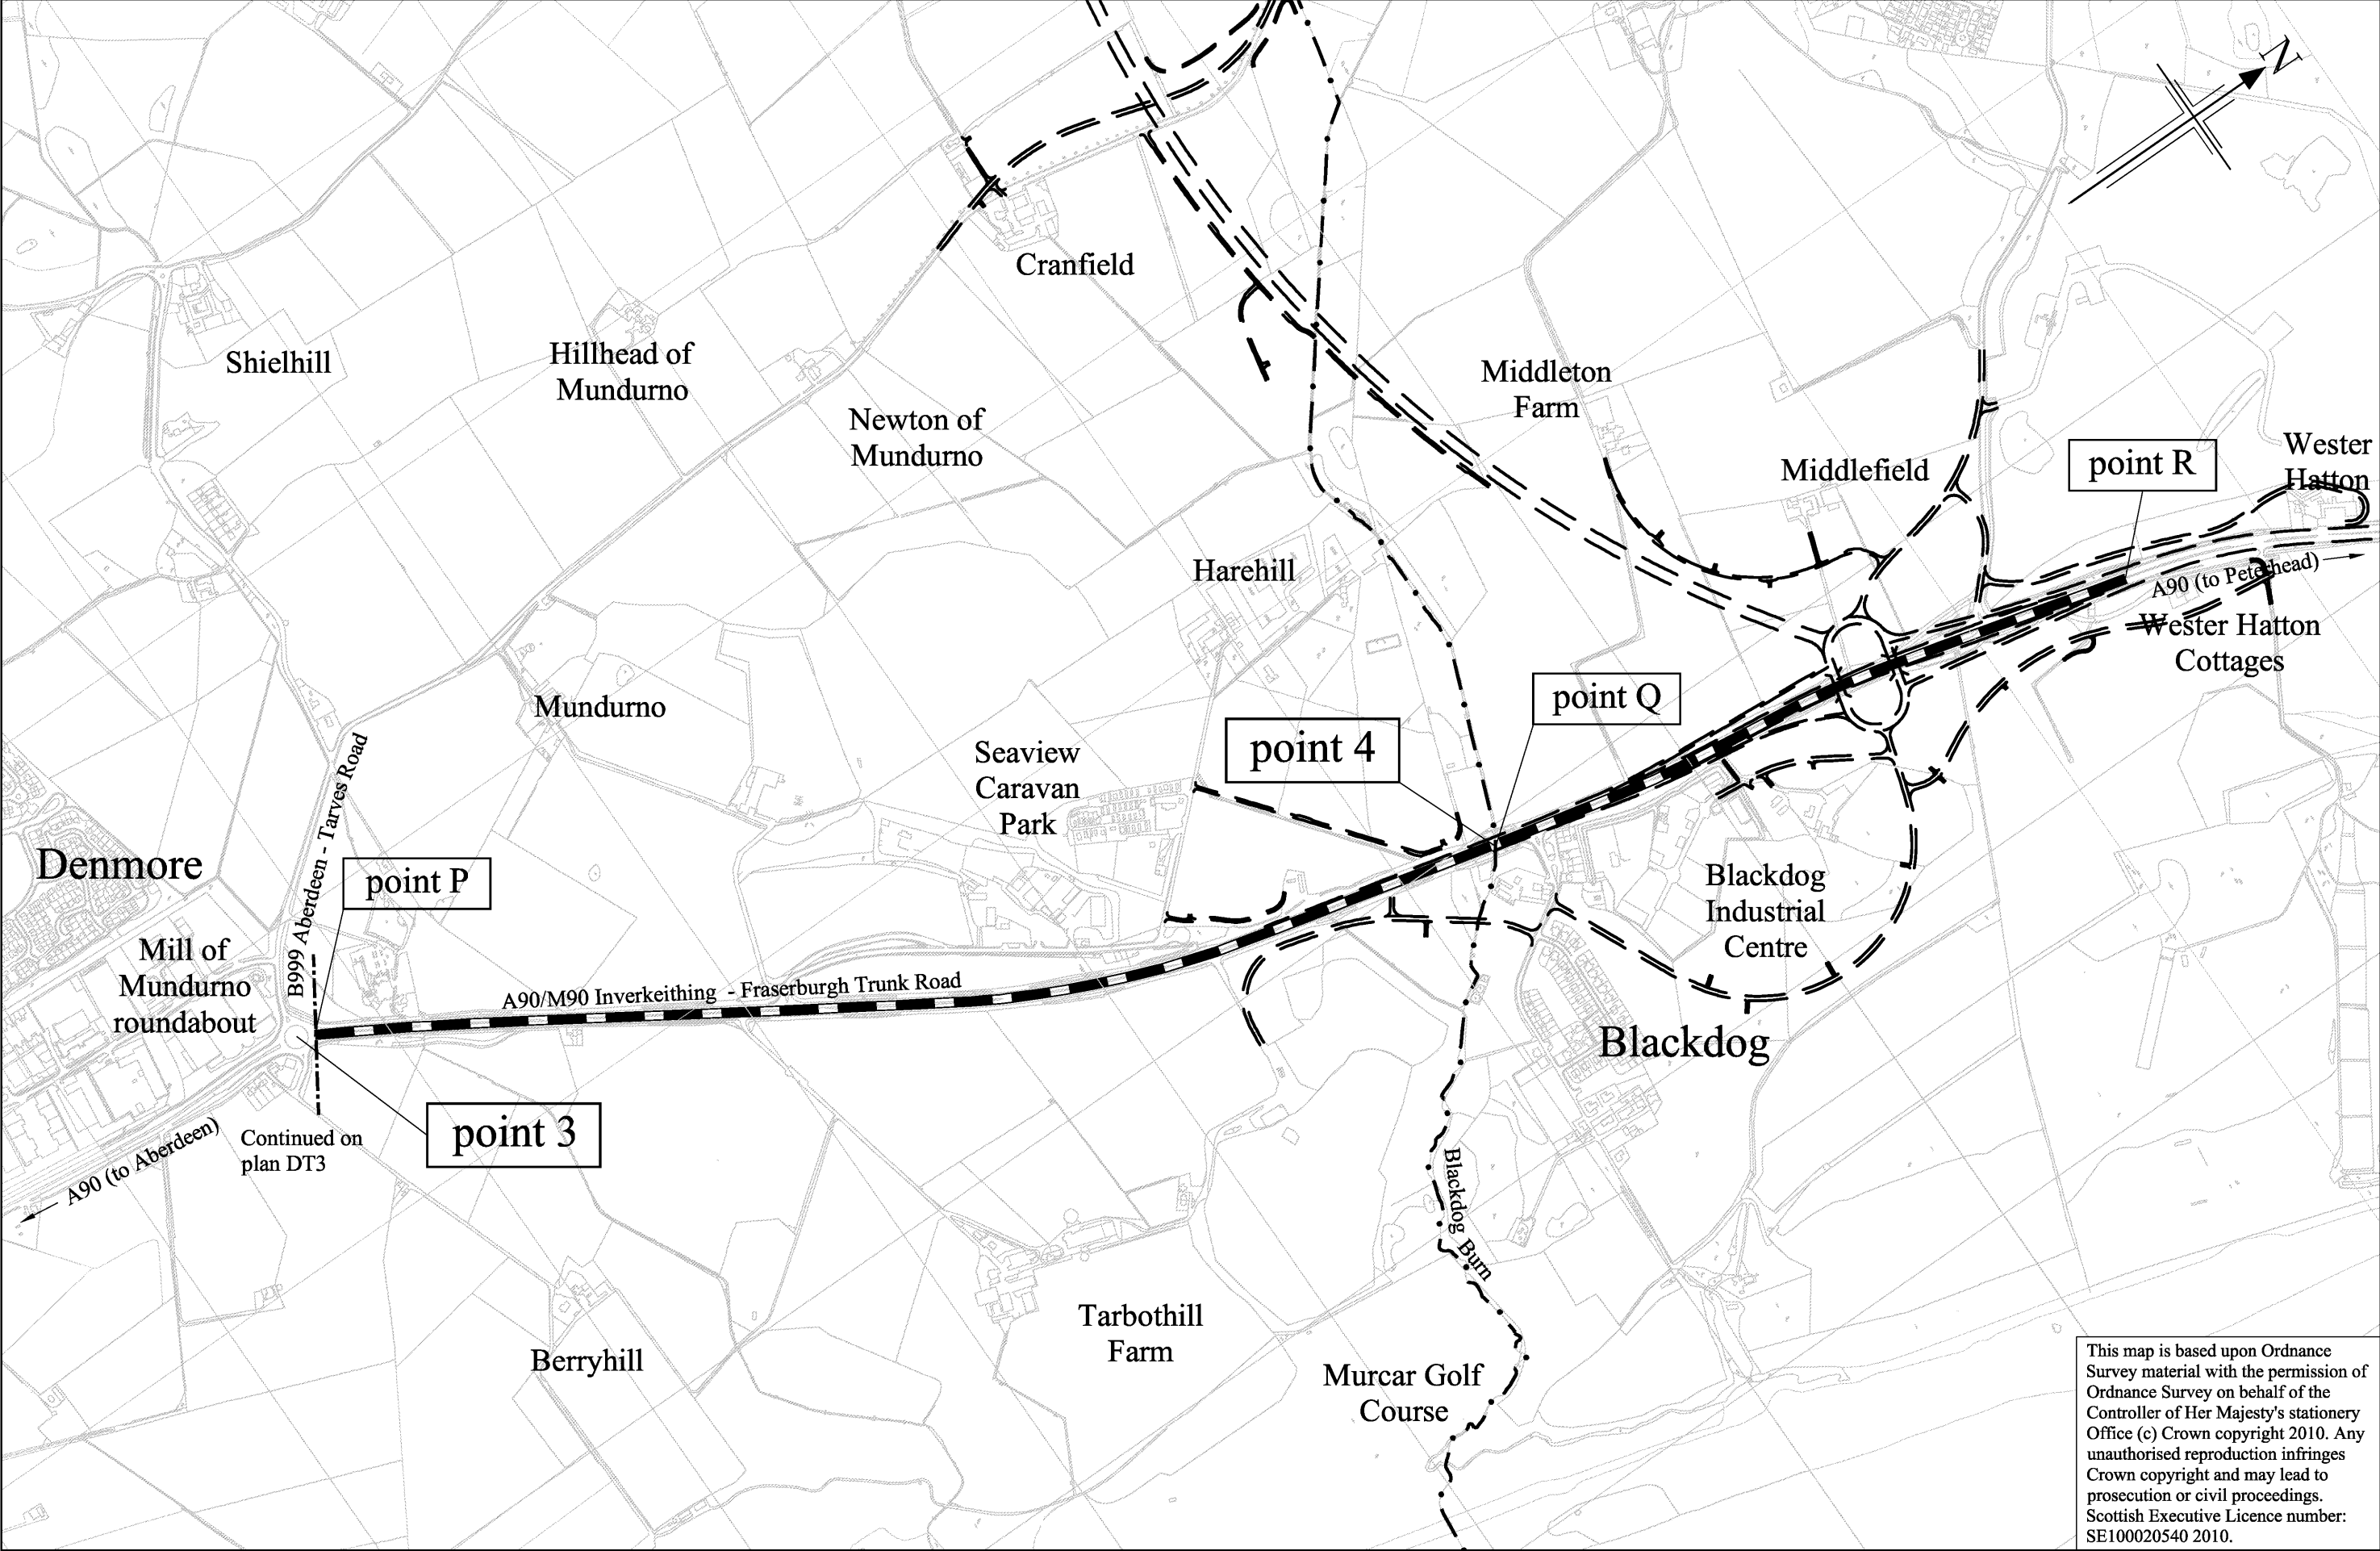 N
Cranfield
Shielhill
Hillhead of
Mundurno
Newton of
Mundurno
Middleton
Farm
Middlefield
point R
Wester
Hatton
Harehill
A90 (to Peterhead)
Wester Hatton
Cottages
Mundurno
point Q
point 4
Seaview
Caravan
Park
B999 Aberdeen - Tarves Road
Denmore
point P
Blackdog
Industrial
Centre
Mill of
Mundurno
roundabout
A90/M90 Inverkeithing - Fraserburgh Trunk Road
Blackdog
point 3
Continued on
plan DT3
A90 (to Aberdeen)
Blackdog Burn
Tarbothill
Farm
Berryhill
Murcar Golf
Course
This map is based upon Ordnance
Survey material with the permission of
Ordnance Survey on behalf of the
Controller of Her Majesty's stationery
Office (c) Crown copyright 2010. Any
unauthorised reproduction infringes
Crown copyright and may lead to
prosecution or civil proceedings.
Scottish Executive Licence number:
SE100020540 2010.